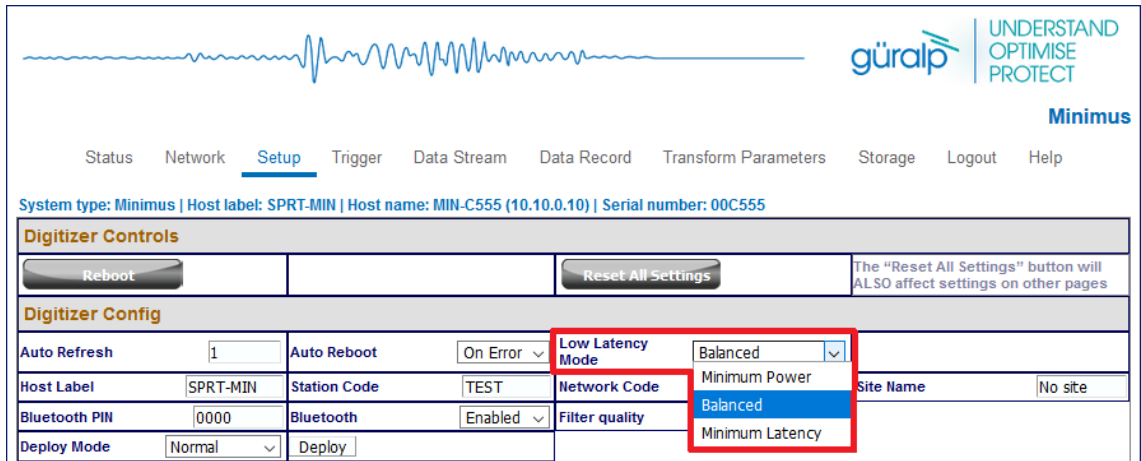 güralp
UNDERSTAND
OPTIMISE
PROTECT
Minimus
Status Network Setup Trigger Data Stream Data Record Transform Parameters Storage Logout Help
System type: Minimus | Host label: SPRT-MIN | Host name: MIN-C555 (10.10.0.10) | Serial number: 00C555
Digitizer Controls
Reboot Reset All Settings The “Reset All Settings” button will
ALSO affect settings on other pages
Digitizer Config
Auto Refresh 1 Auto Reboot On Error Low Latency
Mode Balanced
Minimum Power
Balanced
Minimum Latency
Host Label SPRT-MIN Station Code TEST Network Code Site Name No site
Bluetooth PIN 0000 Bluetooth Enabled Filter quality
Deploy Mode Normal Deploy